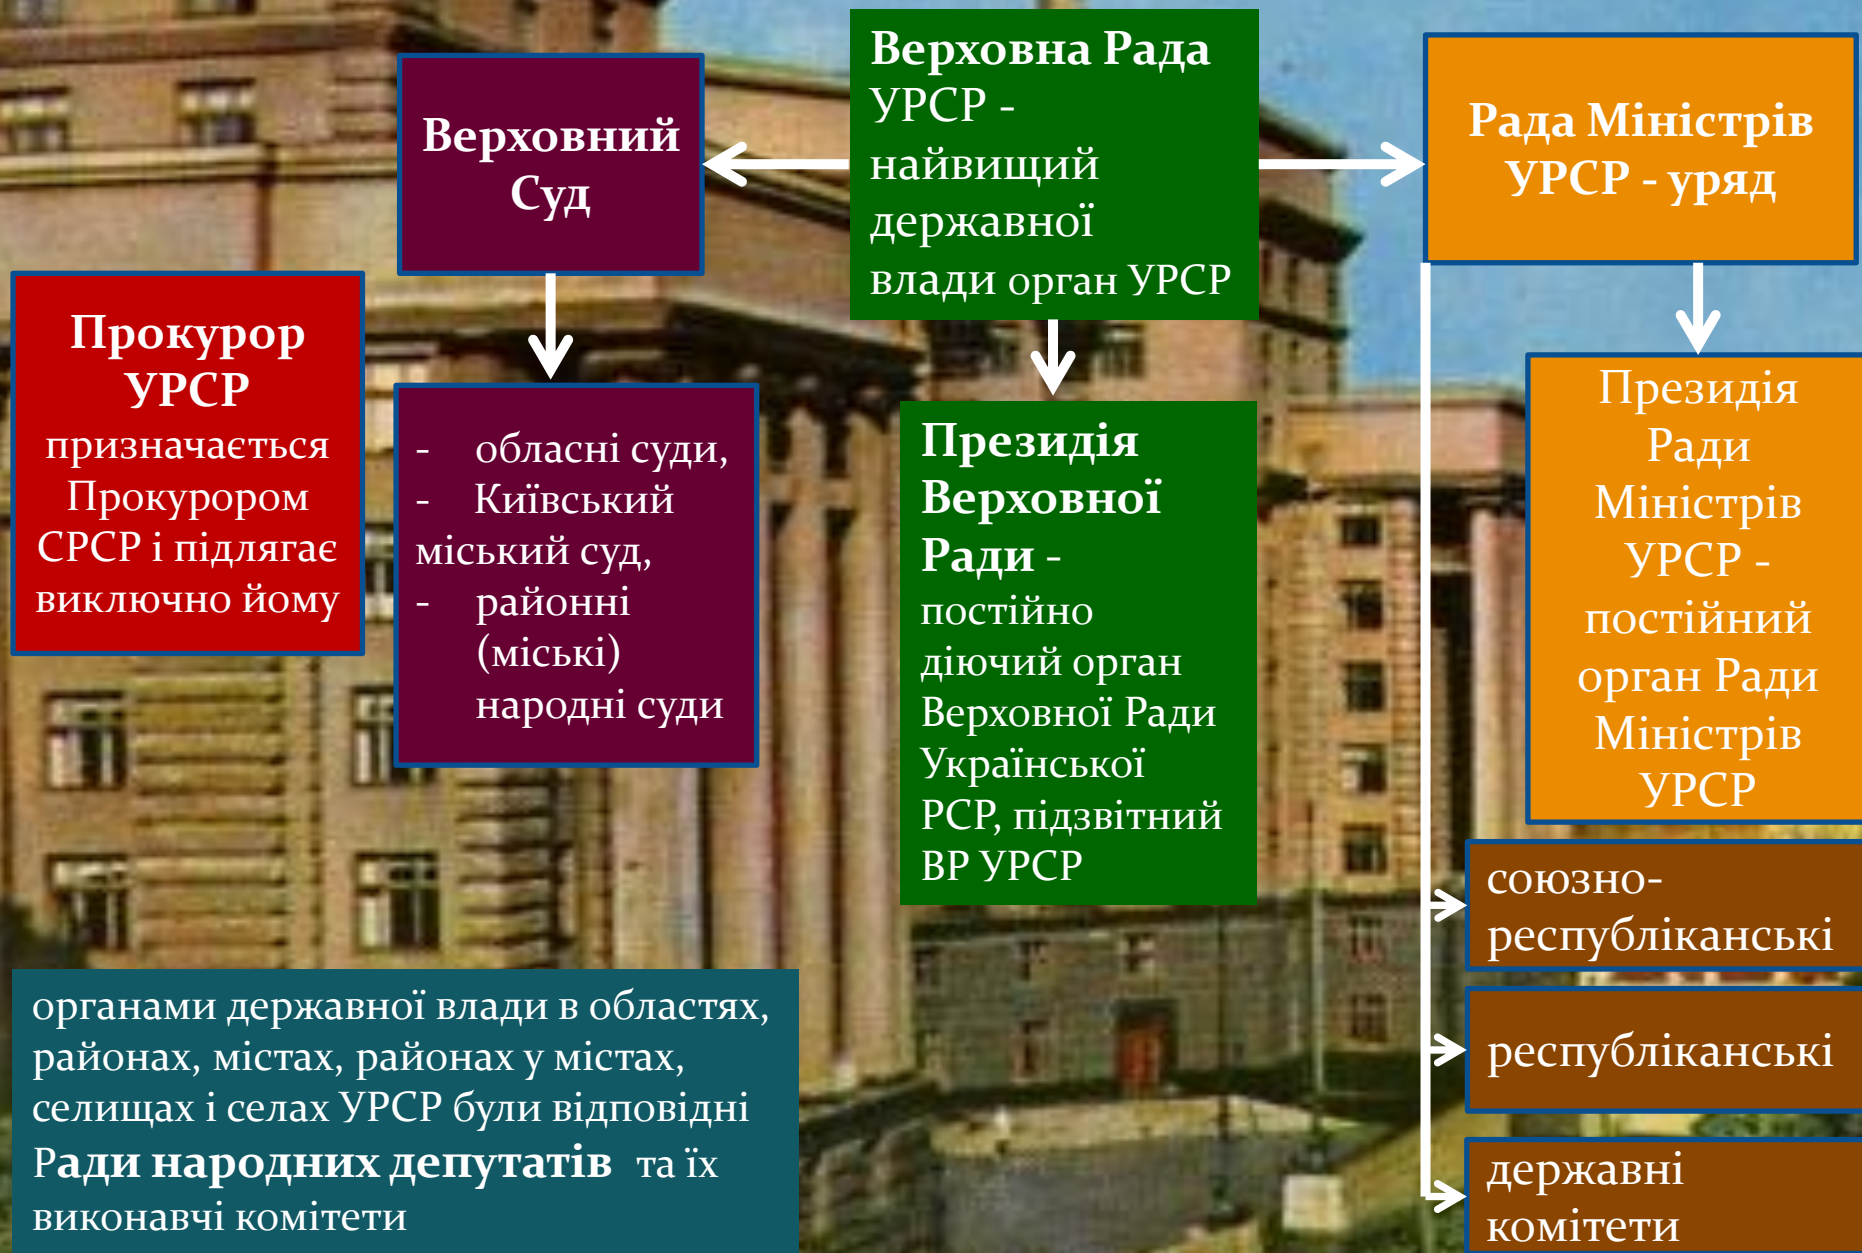 Верховна Рада
УРСР -
найвищий
державної
влади орган УРСР
Верховний
Суд
Рада Міністрів
УРСР - уряд
Прокурор
УРСР
призначається
Прокурором
СРСР і підлягає
виключно йому
- обласні суди,
- Київський
міський суд,
- районні
(міські)
народні суди
Президія
Верховної
Ради -
постійно
діючий орган
Верховної Ради
Української
РСР, підзвітний
ВР УРСР
Президія
Ради
Міністрів
УРСР -
постійний
орган Ради
Міністрів
УРСР
союзно-
республіканські
республіканські
державні
комітети
органами державної влади в областях,
районах, містах, районах у містах,
селищах і селах УРСР були відповідні
Ради народних депутатів та їх
виконавчі комітети